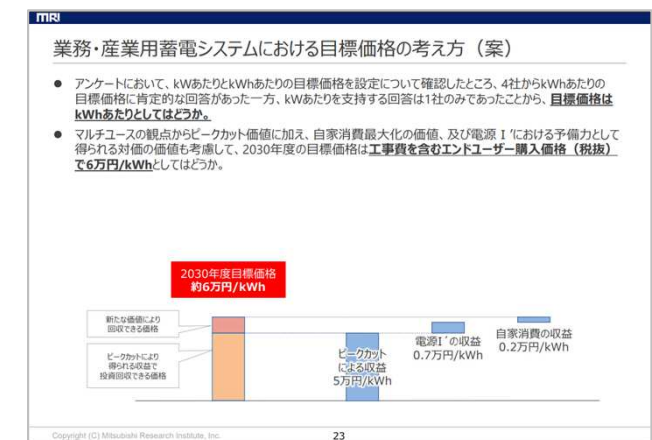 MRI
業務・産業用蓄電システムにおける目標価格の考え方（案）
● アンケートにおいて、kWあたりとkWhあたりの目標価格を設定について確認したところ、4社からkWhあたりの
目標価格に肯定的な回答があった一方、kWあたりを支持する回答は1社のみであったことから、目標価格は
kWhあたりとしてはどうか。
● マルチユースの観点からピークカット価値に加え、自家消費最大化の価値、及び電源Ⅰ’における予備力として
得られる対価の価値も考慮して、2030年度の目標価格は工事費を含むエンドユーザー購入価格（税抜）
で6万円/kWhとしてはどうか。
2030年度目標価格
約6万円/kWh
新たな価値により
回収できる価格
ピークカットにより
得られる収益で
投資回収できる価格
ピークカット
による収益
5万円/kWh
電源Ⅰ´の収益
0.7万円/kWh
自家消費の収益
0.2万円/kWh
Copyright (C) Mitsubishi Research Institute, Inc.
23